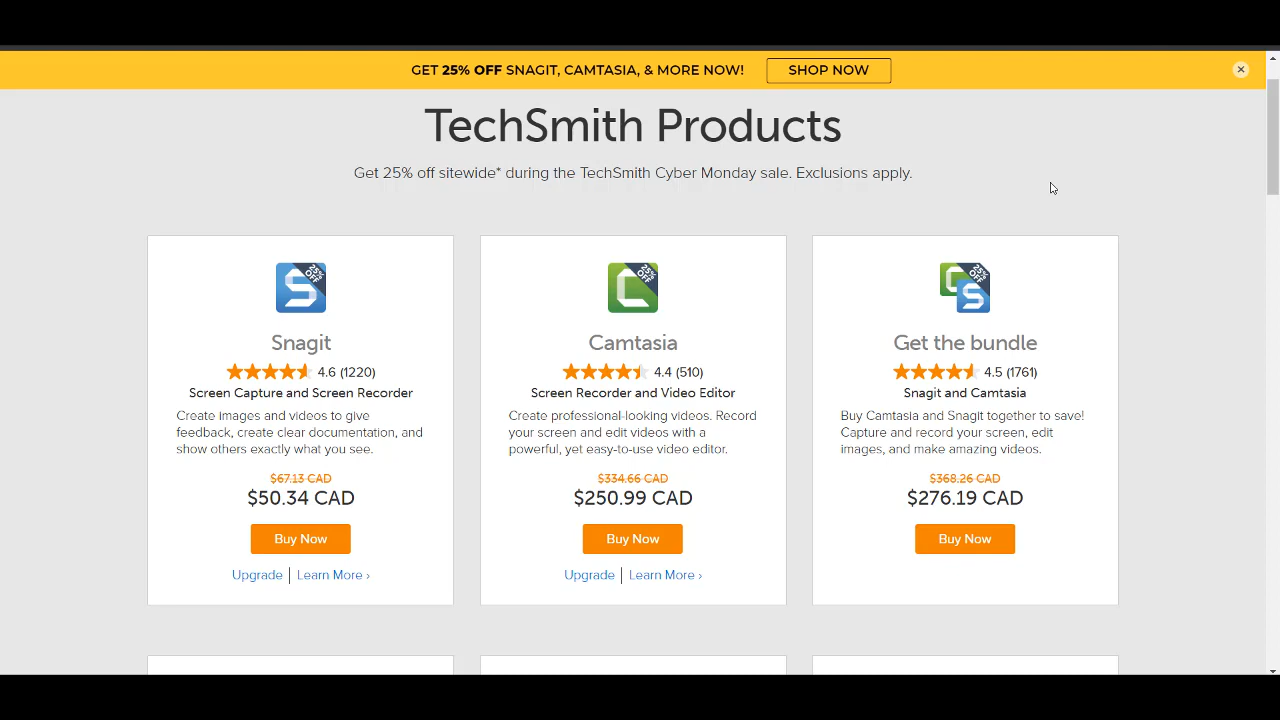 GET 25% OFF SNAGIT, CAMTASIA, & MORE NOW!
SHOP NOW
TechSmith Products
Get 25% off sitewide* during the TechSmith Cyber Monday sale. Exclusions apply.
25% OFF
Snagit
4.6 (1220)
Screen Capture and Screen Recorder
Create images and videos to give
feedback, create clear documentation, and
show others exactly what you see.
$67.13 CAD
$50.34 CAD
Buy Now
Upgrade | Learn More ›
25% OFF
Camtasia
4.4 (510)
Screen Recorder and Video Editor
Create professional-looking videos. Record
your screen and edit videos with a
powerful, yet easy-to-use video editor.
$334.66 CAD
$250.99 CAD
Buy Now
Upgrade | Learn More ›
25% OFF
Get the bundle
4.5 (1761)
Snagit and Camtasia
Buy Camtasia and Snagit together to save!
Capture and record your screen, edit
images, and make amazing videos.
$368.26 CAD
$276.19 CAD
Buy Now